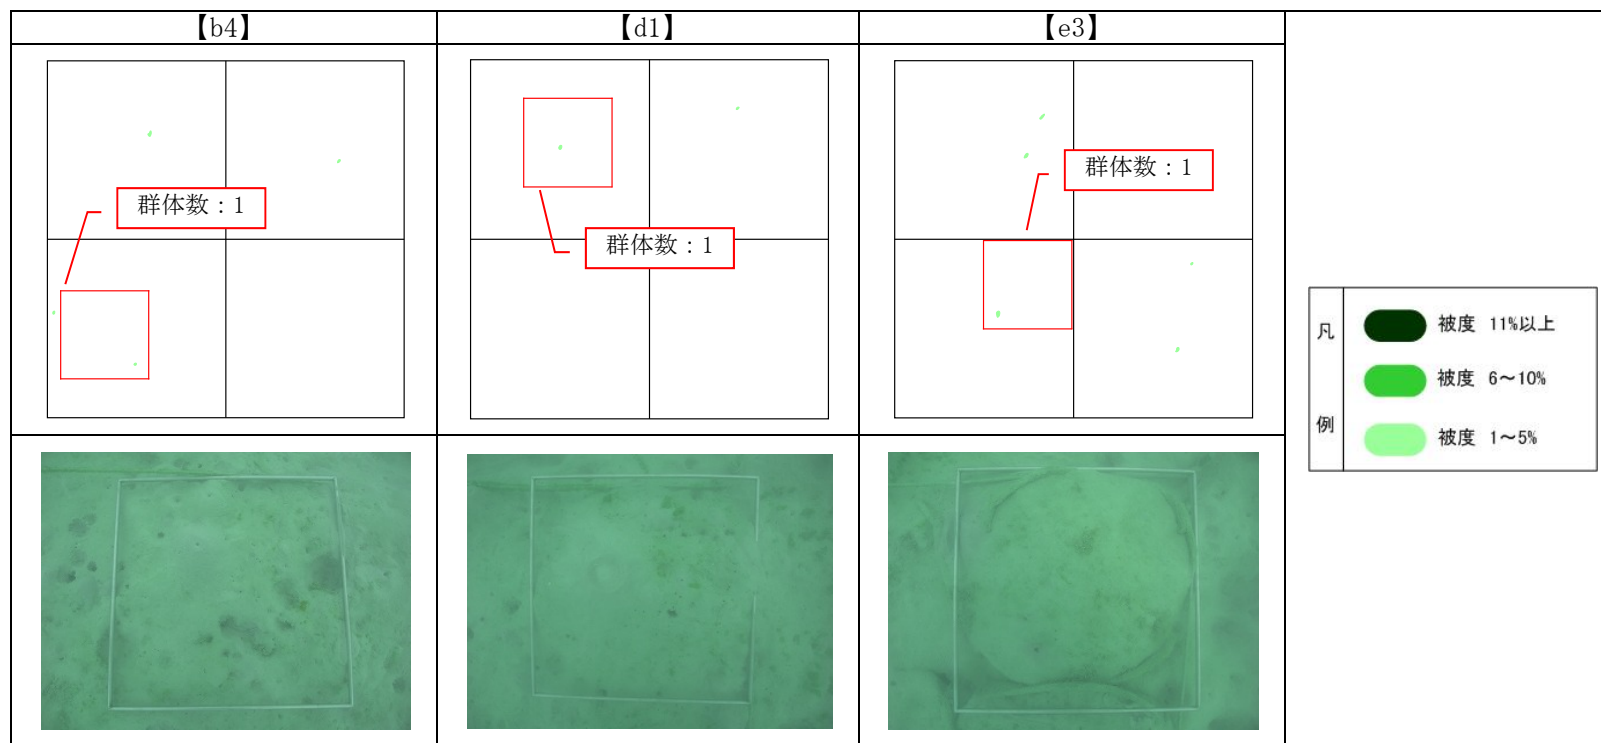 【b4】
【d1】
【e3】
群体数：1
群体数：1
群体数：1
凡例
被度 11%以上
被度 6～10%
被度 1～5%